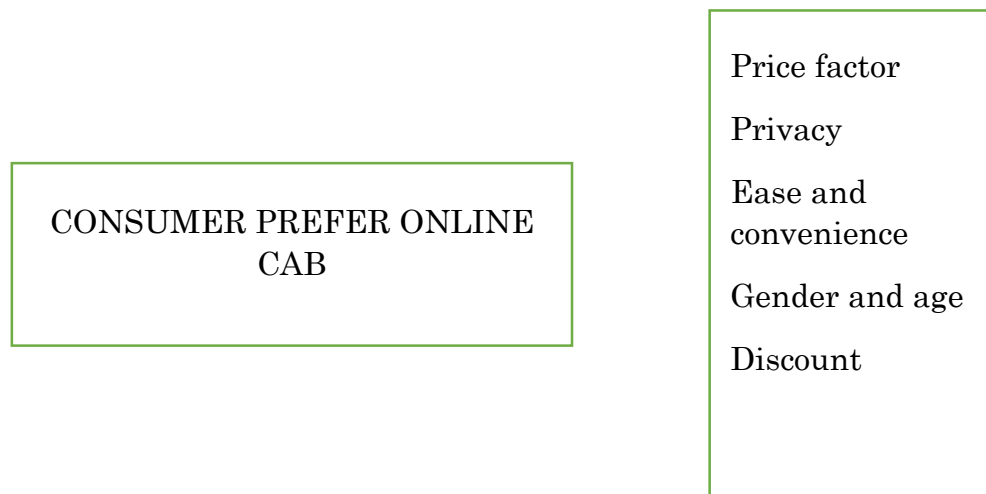 CONSUMER PREFER ONLINE
CAB
Price factor
Privacy
Ease and
convenience
Gender and age
Discount